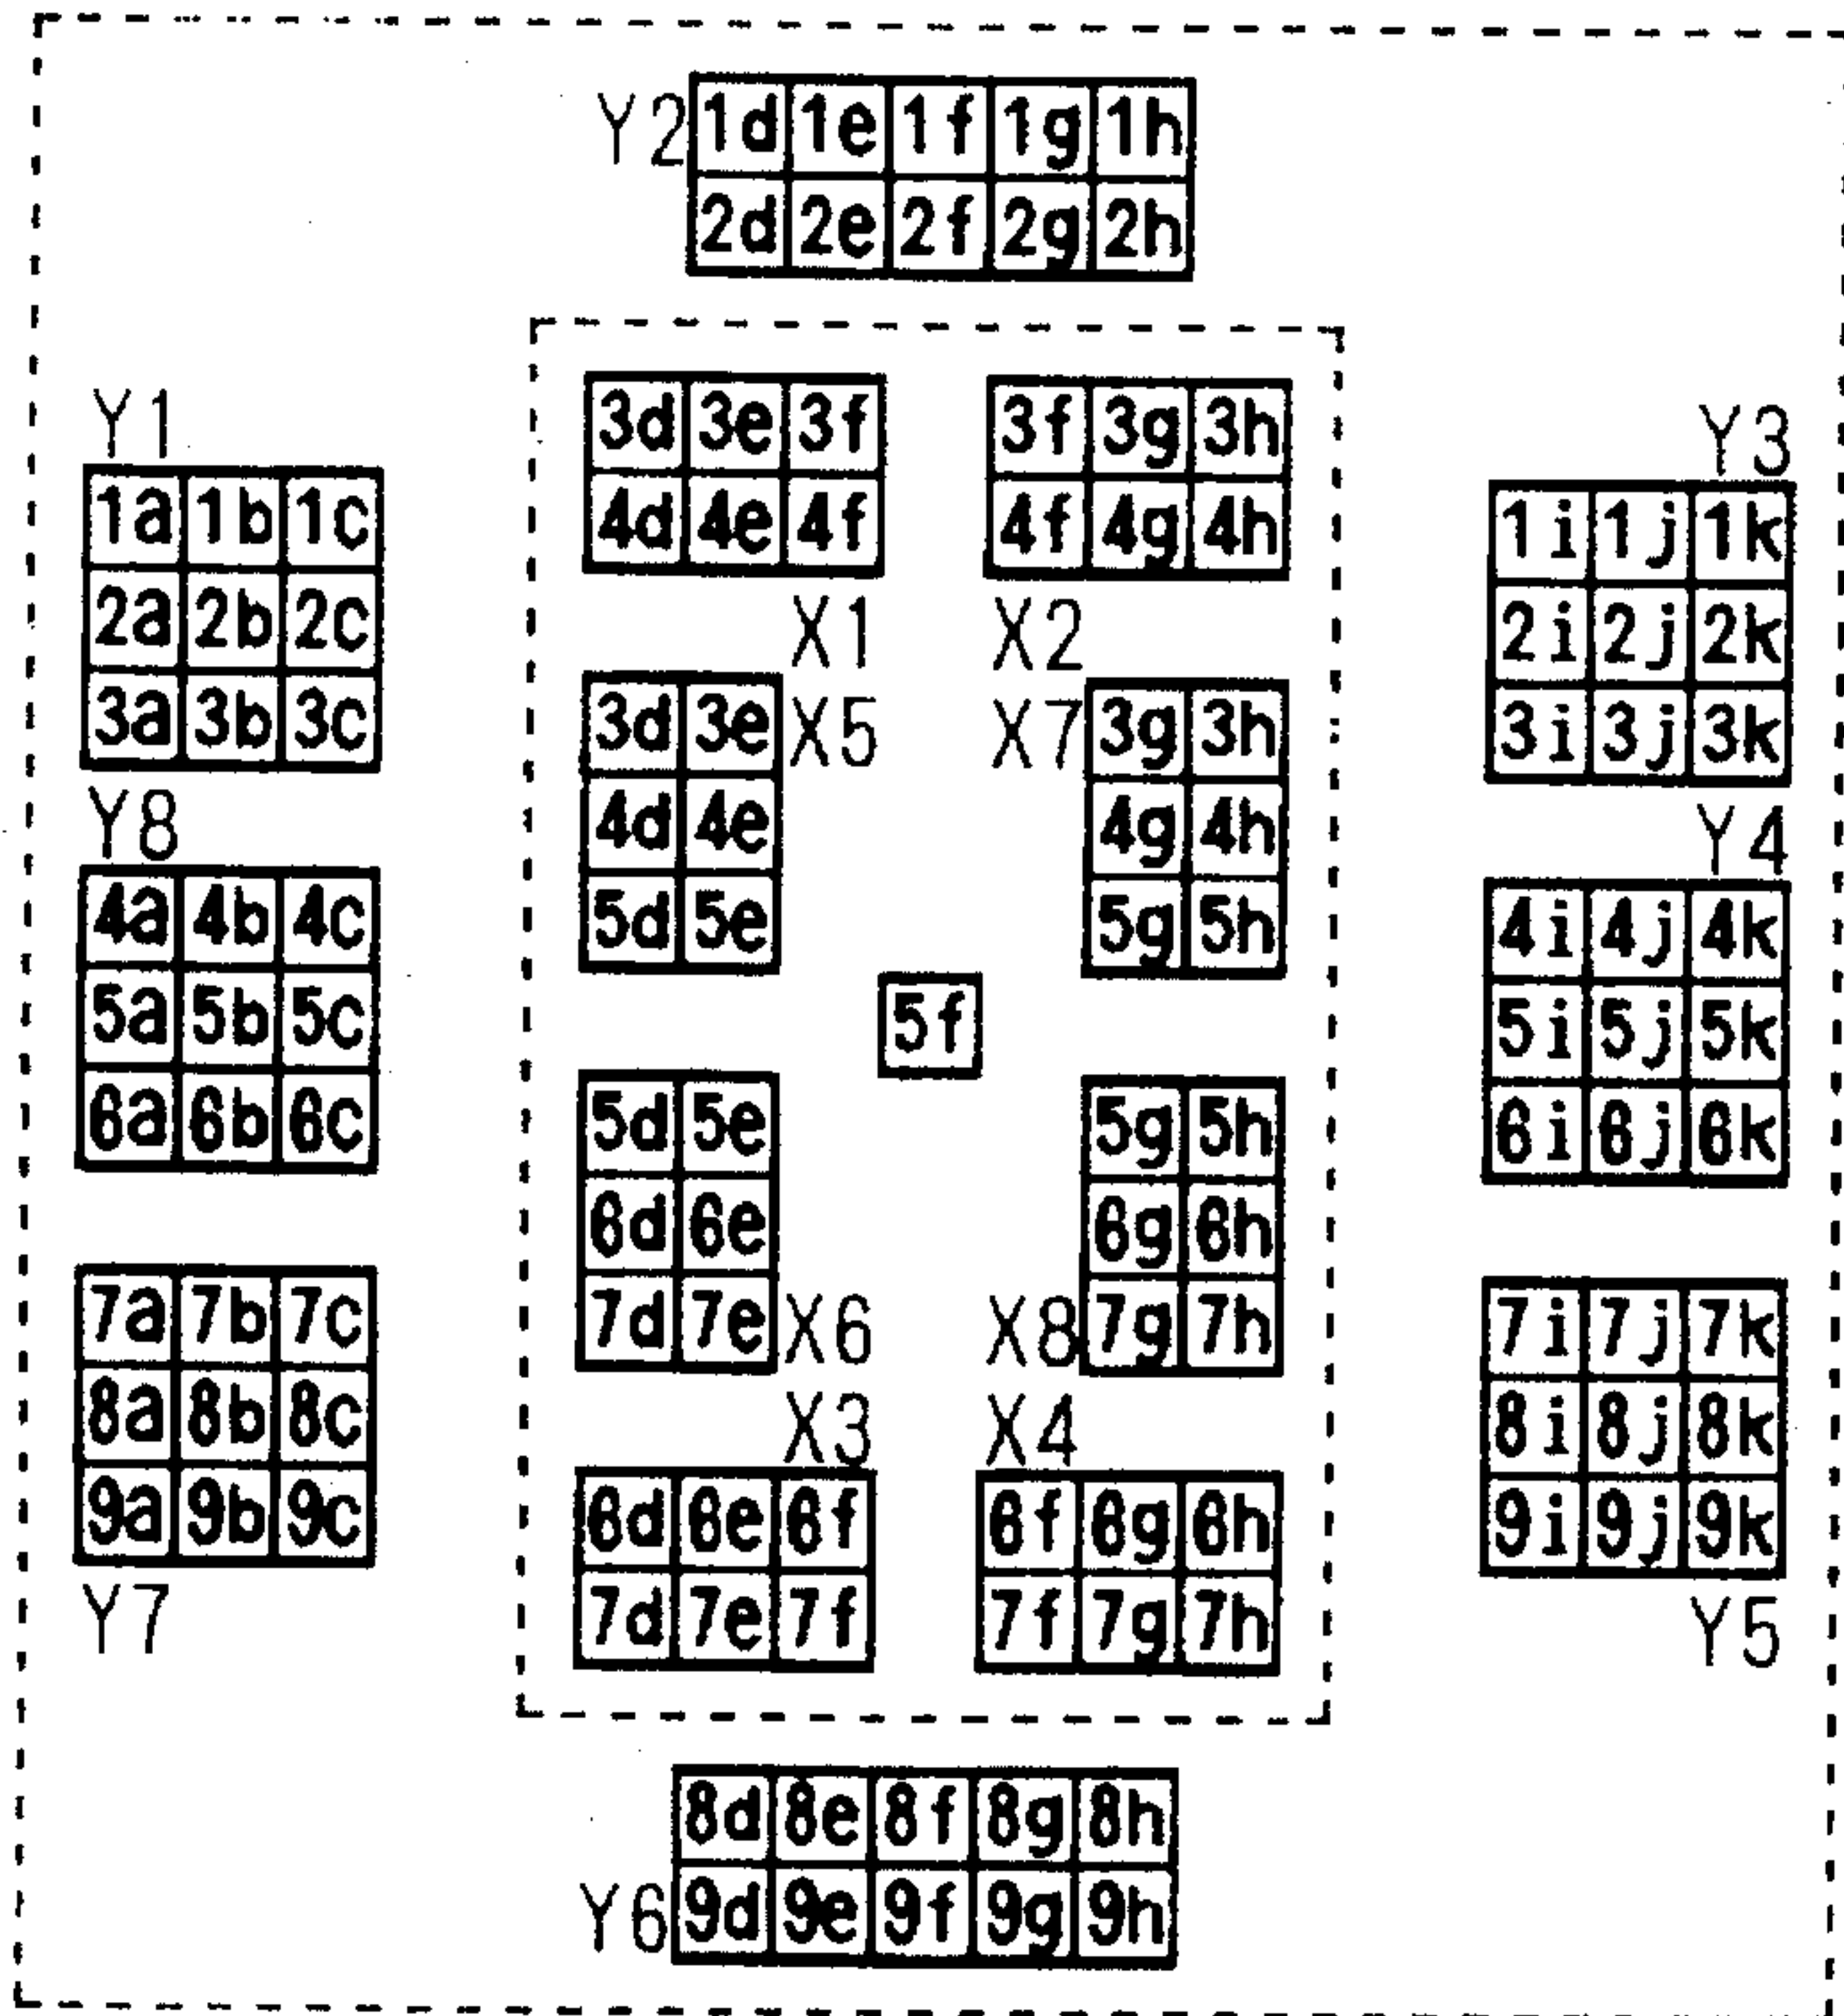 Y2 1d 1e 1f 1g 1h
2d 2e 2f 2g 2h
Y1
1a 1b 1c
2a 2b 2c
3a 3b 3c
Y8
4a 4b 4c
5a 5b 5c
6a 6b 6c
7a 7b 7c
8a 8b 8c
9a 9b 9c
Y7
3d 3e 3f
4d 4e 4f
X1
3f 3g 3h
4f 4g 4h
X2
3d 3e X5
4d 4e
5d 5e
X7 3g 3h
4g 4h
5g 5h
5f
5d 5e
6d 6e
7d 7e X6
5g 5h
6g 6h
X8 7g 7h
X3
6d 6e 6f
7d 7e 7f
X4
6f 6g 6h
7f 7g 7h
Y3
1i 1j 1k
2i 2j 2k
3i 3j 3k
Y4
4i 4j 4k
5i 5j 5k
6i 6j 6k
7i 7j 7k
8i 8j 8k
9i 9j 9k
Y5
8d 8e 8f 8g 8h
Y6 9d 9e 9f 9g 9h